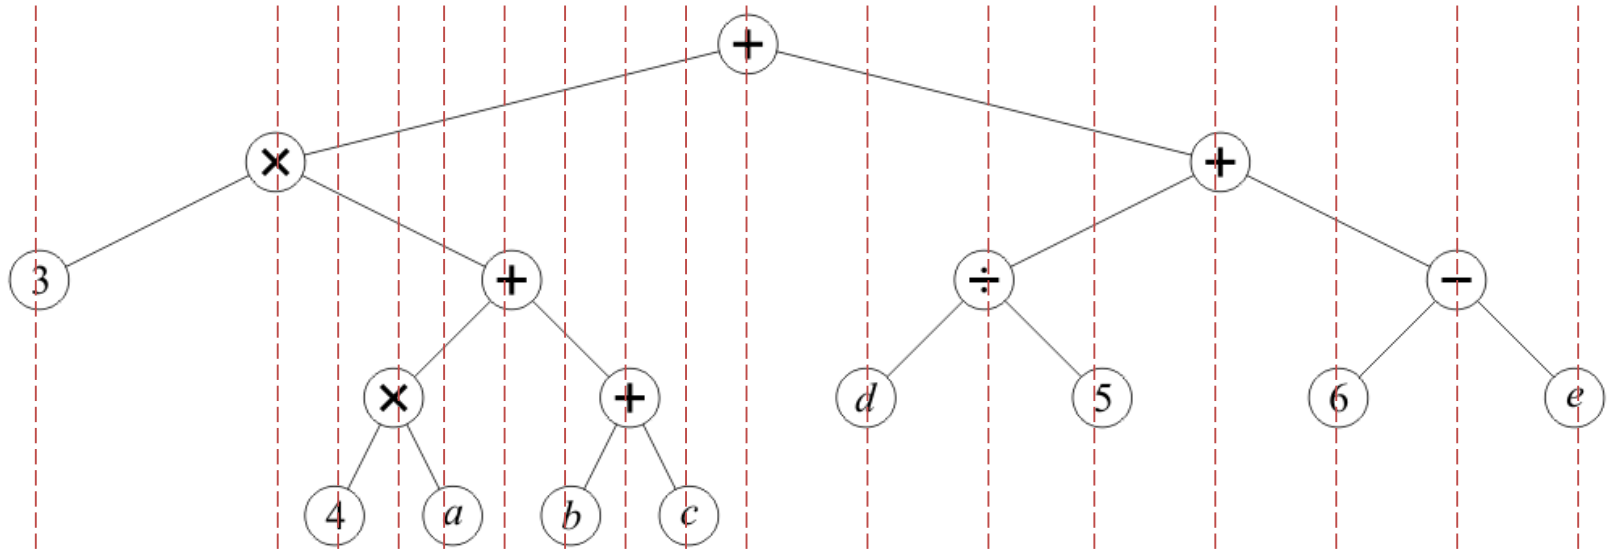 +
× +
3 + ÷ −
× + d 5 6 e
4 a b c